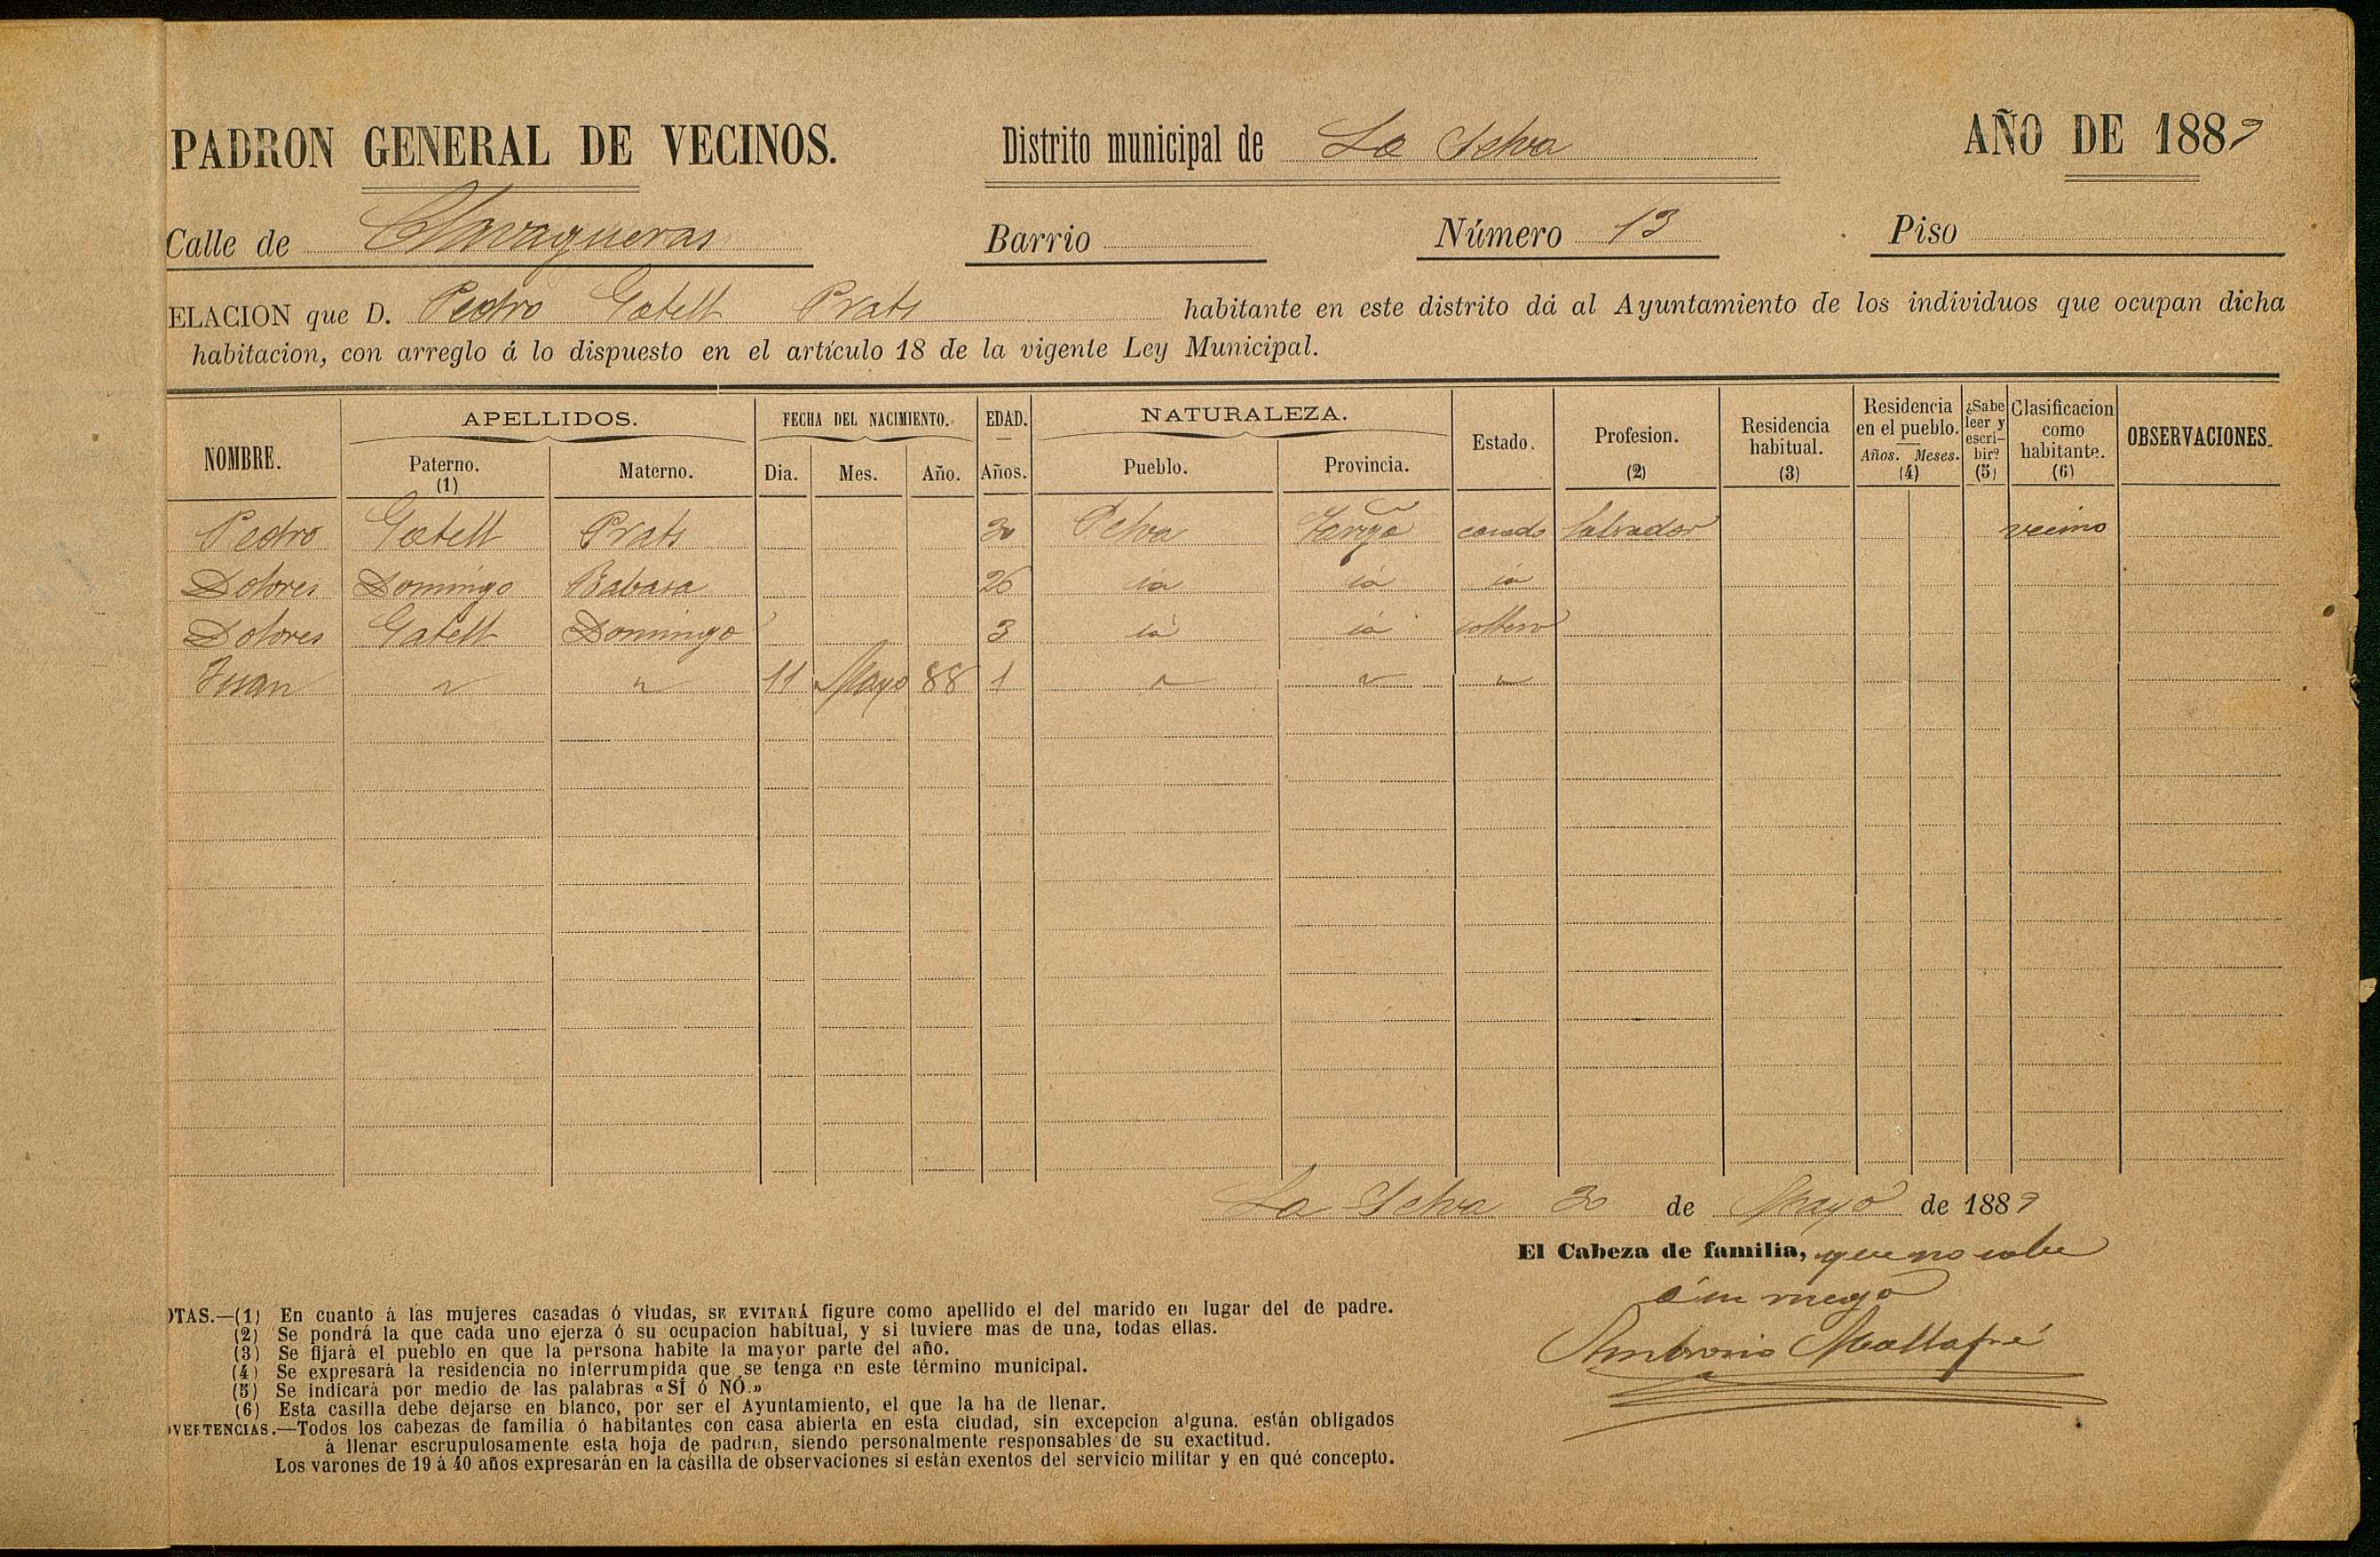 PADRON GENERAL DE VECINOS. Distrito municipal de La Selva AÑO DE 1889
Calle de Clavagueras Barrio Número 13 Piso
ELACION que D. Pedro Gatell Prats habitante en este distrito dá al Ayuntamiento de los individuos que ocupan dicha
habitacion, con arreglo á lo dispuesto en el artículo 18 de la vigente Ley Municipal.
NOMBRE. APELLIDOS. Paterno. (1) Materno. FECHA DEL NACIMIENTO. Dia. Mes. Año. EDAD. Años. NATURALEZA. Pueblo. Provincia. Estado. Profesion. (2) Residencia habitual. (3) Residencia en el pueblo. Años. Meses. (4) ¿Sabe leer y escribir? (5) Clasificacion como habitante. (6) OBSERVACIONES.
Pedro Gatell Prats 30 Selva Tarrga casado labrador vecino
Dolores Domingo 26 id id id
Dolores Gatell Domingo 3 id id soltero
Juan " " 11 Mayo 88 1 " " "
La Selva 30 de Mayo de 1889
El Cabeza de familia, que no sabe
á su ruego
Ambrosio Mallafré
OTAS.—(1) En cuanto á las mujeres casadas ó viudas, SE EVITARÁ figure como apellido el del marido en lugar del de padre.
(2) Se pondrá la que cada uno ejerza ó su ocupacion habitual, y si tuviere mas de una, todas ellas.
(3) Se fijará el pueblo en que la persona habite la mayor parte del año.
(4) Se expresará la residencia no interrumpida que se tenga en este término municipal.
(5) Se indicará por medio de las palabras «SÍ ó NÓ.»
(6) Esta casilla debe dejarse en blanco, por ser el Ayuntamiento, el que la ha de llenar.
DVERTENCIAS.—Todos los cabezas de familia ó habitantes con casa abierta en esta ciudad, sin excepcion alguna, están obligados
á llenar escrupulosamente esta hoja de padron, siendo personalmente responsables de su exactitud.
Los varones de 19 á 40 años expresarán en la casilla de observaciones si están exentos del servicio militar y en qué concepto.